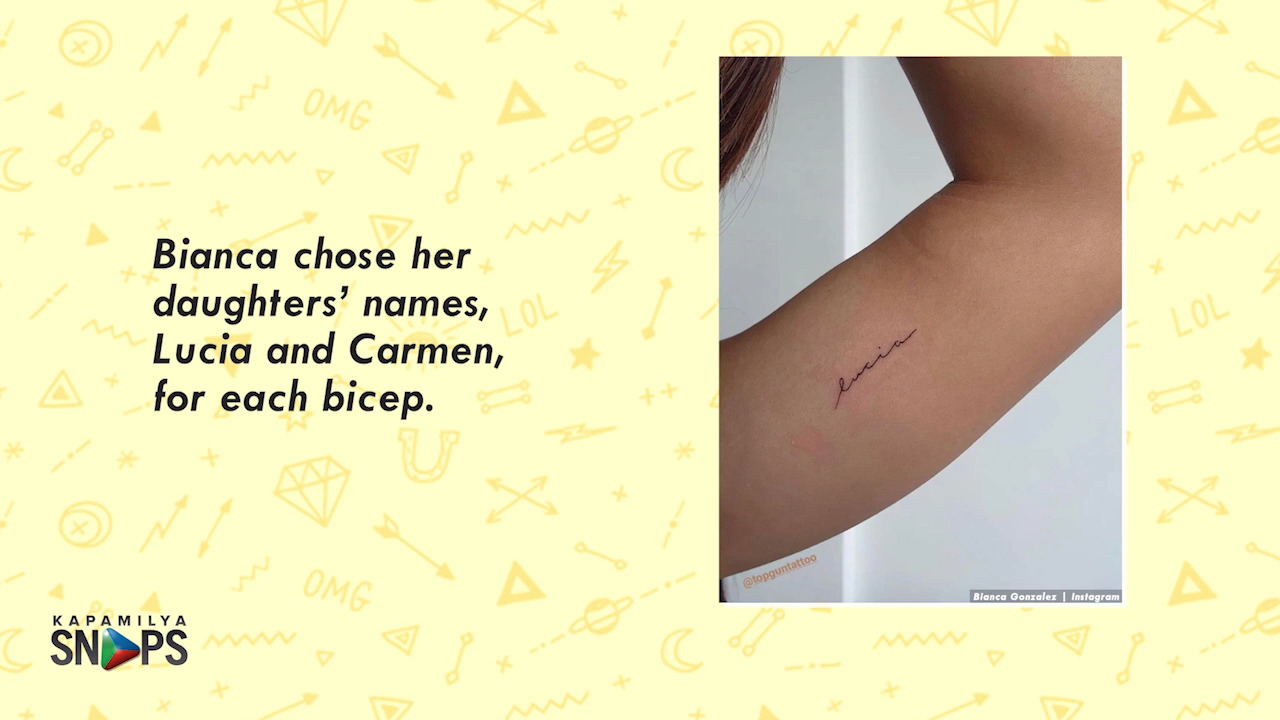 OMG
LOL
LOL
Bianca chose her
daughters’ names,
Lucia and Carmen,
for each bicep.
lucia
@topguntattoo
Bianca Gonzalez | Instagram
OMG
KAPAMILYA
SNAPS